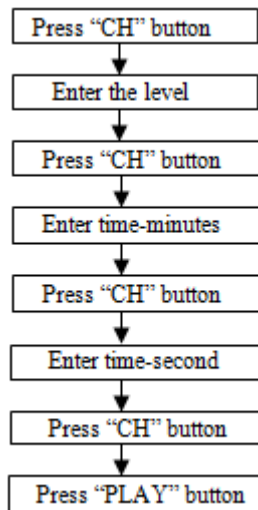 Press “CH” button
Enter the level
Press “CH” button
Enter time-minutes
Press “CH” button
Enter time-second
Press “CH” button
Press “PLAY” button